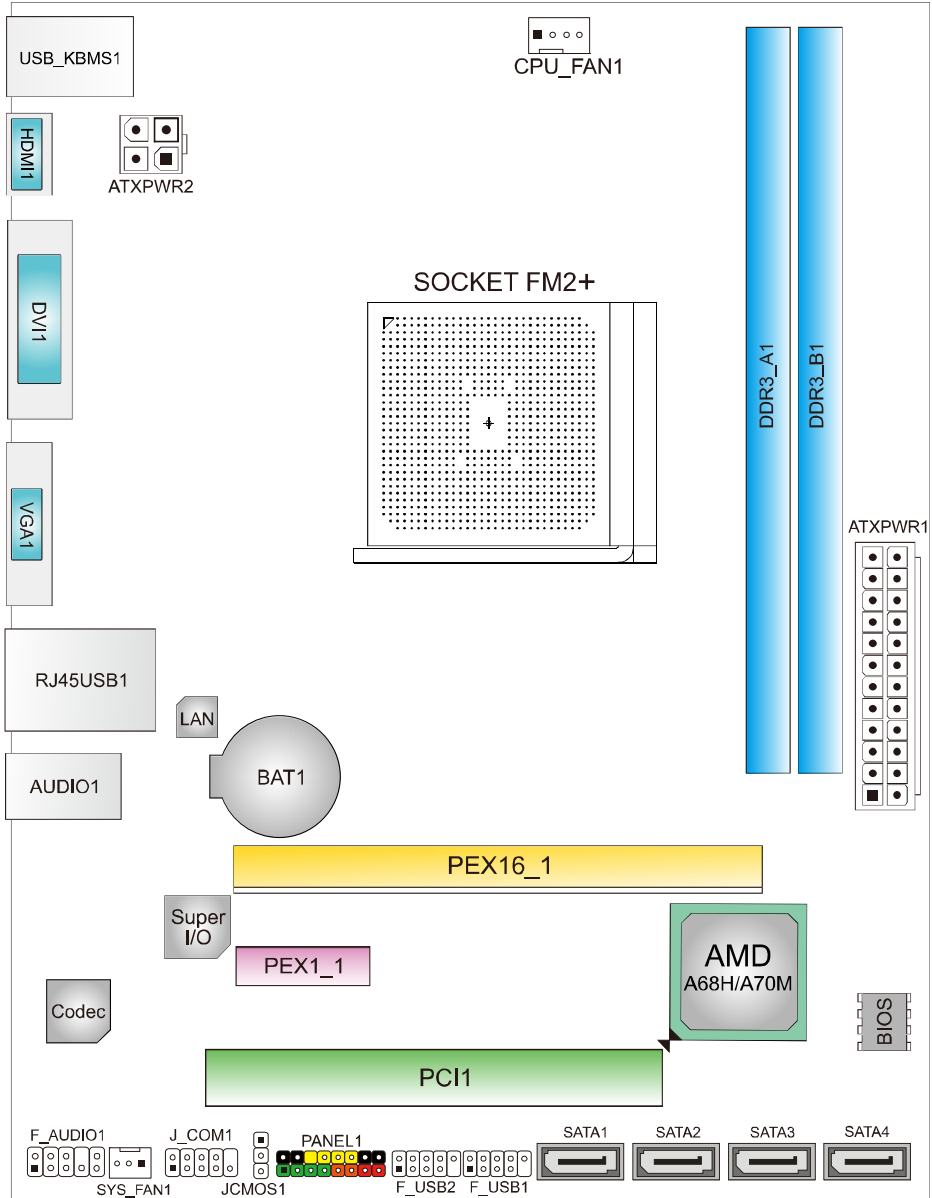 USB_KBMS1
CPU_FAN1
HDMI1
ATXPWR2
DVI1
SOCKET FM2+
DDR3_A1
DDR3_B1
VGA1
ATXPWR1
RJ45USB1
LAN
BAT1
AUDIO1
PEX16_1
Super
I/O
PEX1_1
AMD
A68H/A70M
Codec
BIOS
PCI1
F_AUDIO1
SYS_FAN1
J_COM1
JCMOS1
PANEL1
F_USB2
F_USB1
SATA1
SATA2
SATA3
SATA4